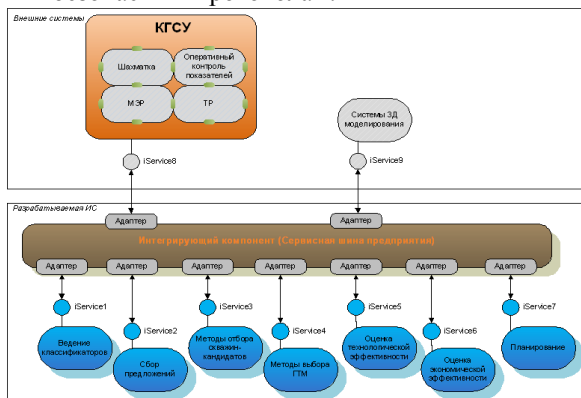 Внешние системы
КГСУ
Шахматка
Оперативный
контроль
показателей
МЭР
ТР
Системы 3Д
моделирования
iService8
iService9
Разрабатываемая ИС
Адаптер
Адаптер
Интегрирующий компонент (Сервисная шина предприятия)
Адаптер
Адаптер
Адаптер
Адаптер
Адаптер
Адаптер
Адаптер
iService1
iService2
iService3
iService4
iService5
iService6
iService7
Ведение
классификаторов
Сбор
предложений
Методы отбора
скважин-
кандидатов
Методы выбора
ГТМ
Оценка
технологической
эффективности
Оценка
экономической
эффективности
Планирование